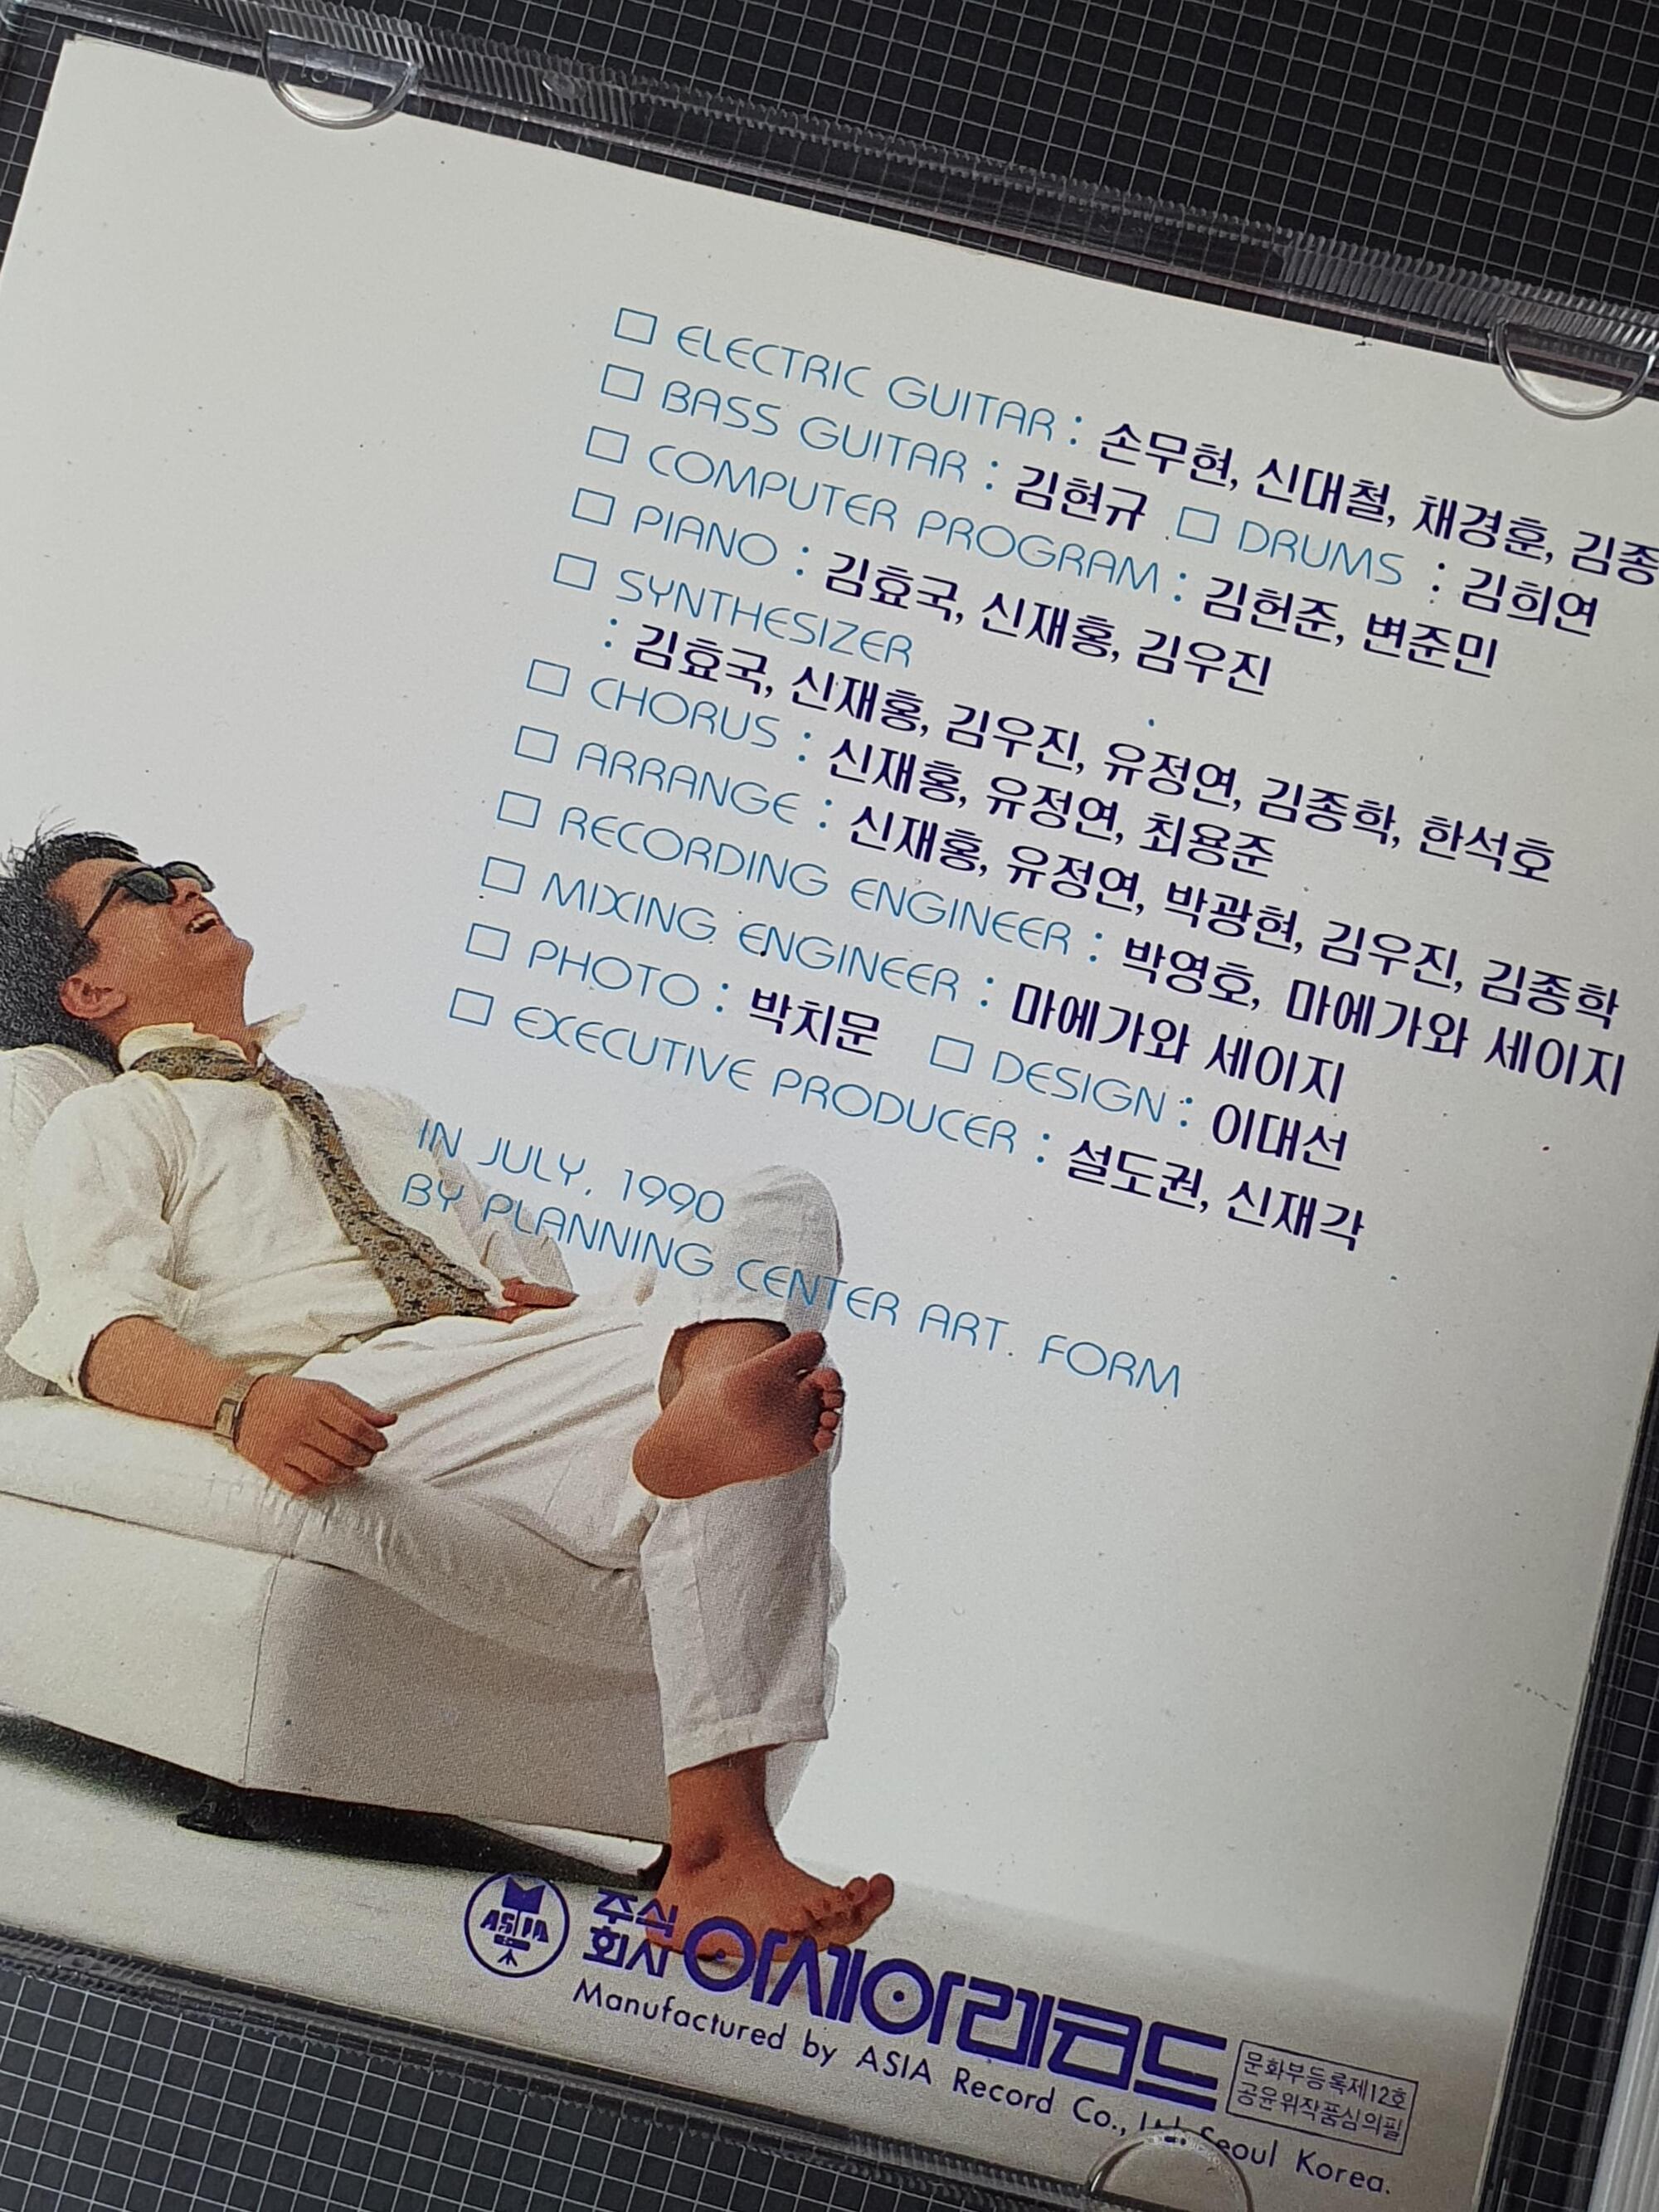 □ ELECTRIC GUITAR : 손무현, 신대철, 채경훈, 김종
□ BASS GUITAR : 김현규 □ DRUMS : 김희연
□ COMPUTER PROGRAM : 김헌준, 변준민
□ PIANO : 김효국, 신재홍, 김우진
□ SYNTHESIZER
: 김효국, 신재홍, 김우진, 유정연, 김종학, 한석호
□ CHORUS : 신재홍, 유정연, 최용준
□ ARRANGE : 신재홍, 유정연, 박광현, 김우진, 김종학
□ RECORDING ENGINEER : 박영호, 마에가와 세이지
□ MIXING ENGINEER : 마에가와 세이지
□ PHOTO : 박치문 □ DESIGN : 이대선
□ EXECUTIVE PRODUCER : 설도권, 신재각
IN JULY, 1990
BY PLANNING CENTER ART. FORM
ASIA
주식회사 아세아레코드
Manufactured by ASIA Record Co., Ltd. Seoul Korea.
문화부등록제12호
공윤위작품심의필